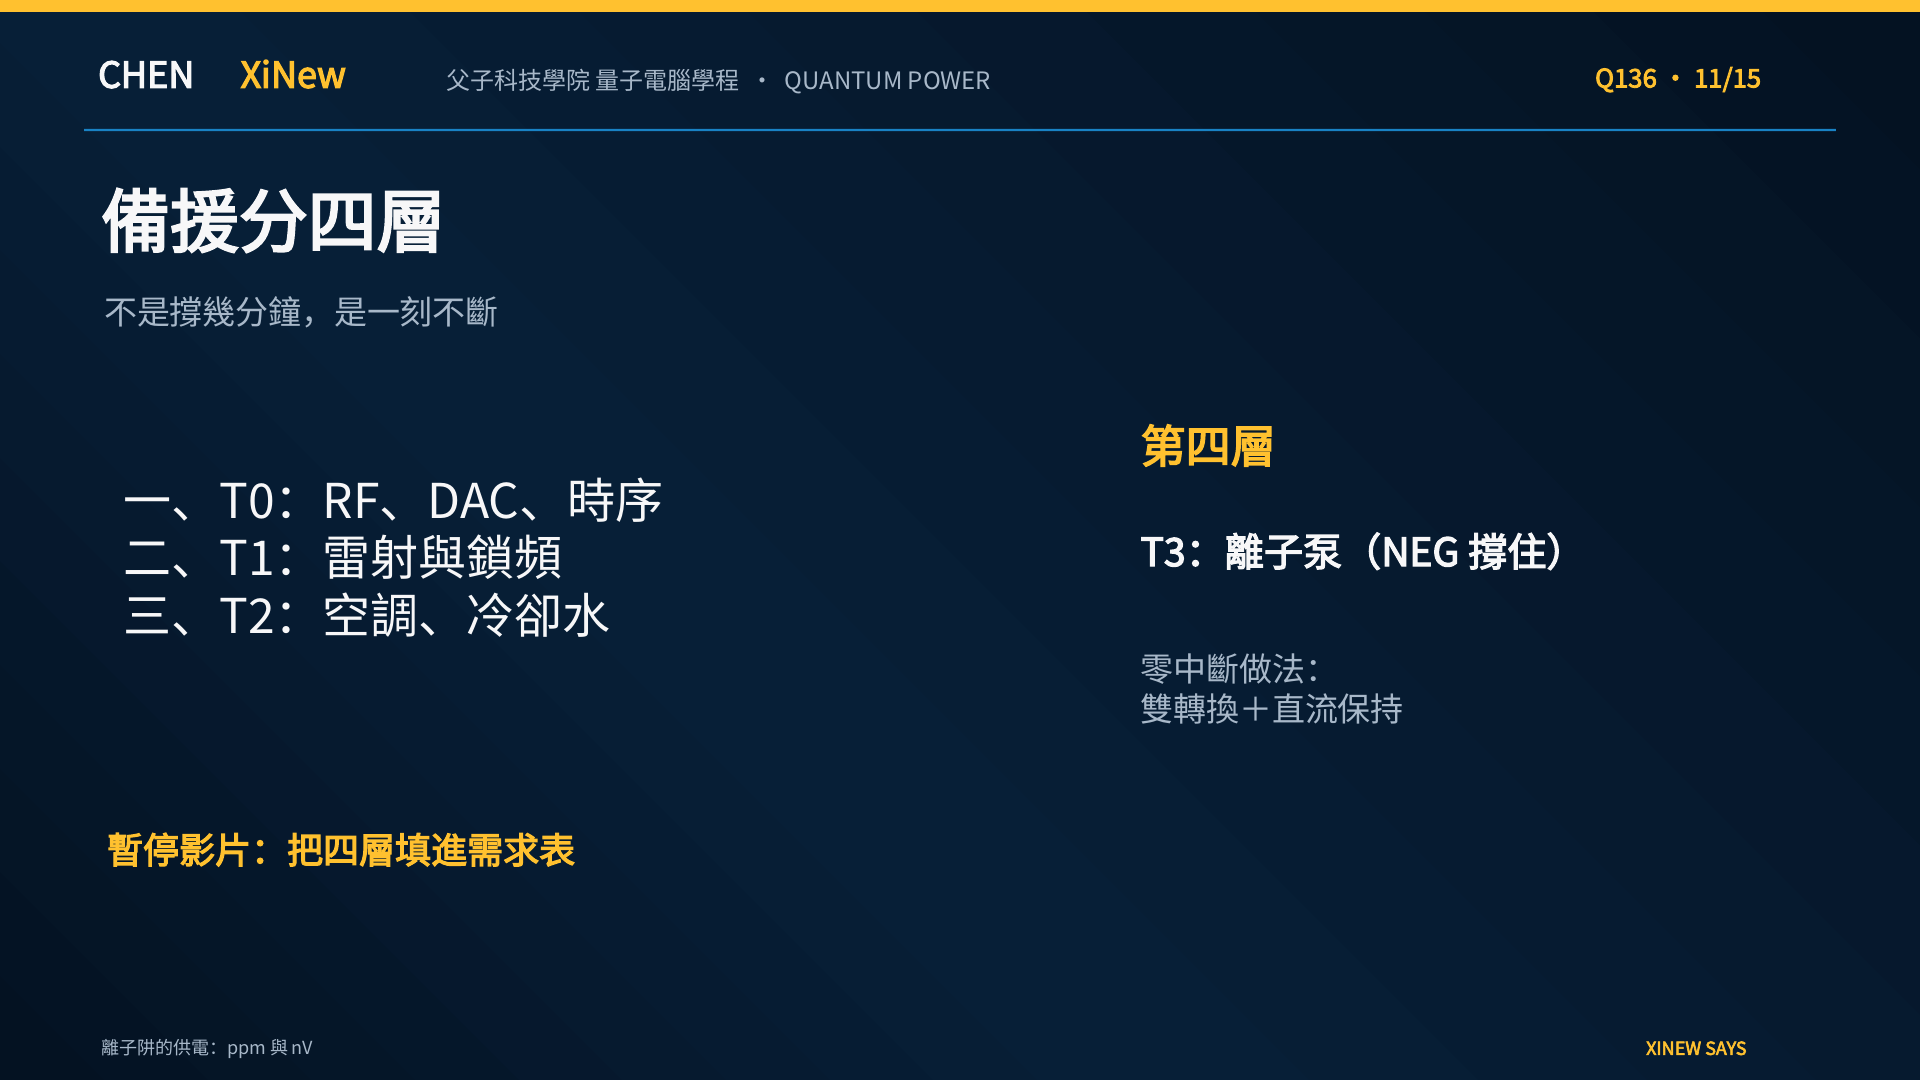 CHEN XiNew 父子科技學院 量子電腦學程 · QUANTUM POWER Q136 · 11/15
備援分四層
不是撐幾分鐘，是一刻不斷
一、T0：RF、DAC、時序
二、T1：雷射與鎖頻
三、T2：空調、冷卻水
第四層
T3：離子泵（NEG 撐住）
零中斷做法：
雙轉換＋直流保持
暫停影片：把四層填進需求表
離子阱的供電：ppm 與 nV
XINEW SAYS